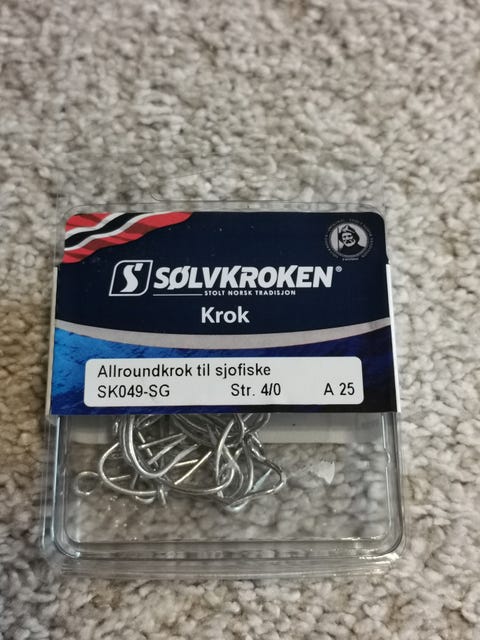 SØLVKROKEN®
STOLT NORSK TRADISJON
Krok
Allroundkrok til sjofiske
SK049-SG Str. 4/0 A 25